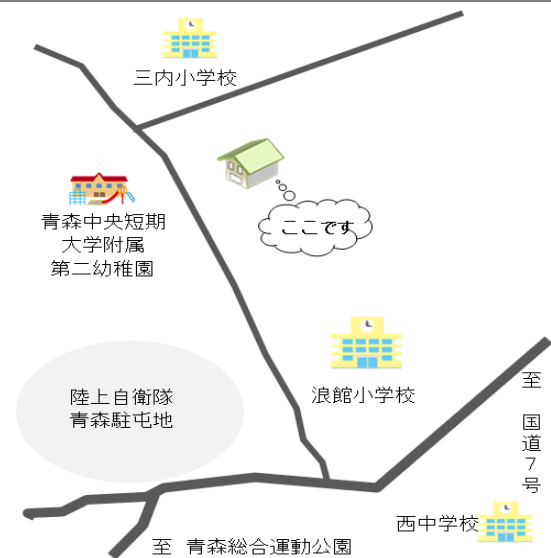 三内小学校
ここです
青森中央短期
大学附属
第二幼稚園
浪館小学校
陸上自衛隊
青森駐屯地
至 国道7号
西中学校
至 青森総合運動公園